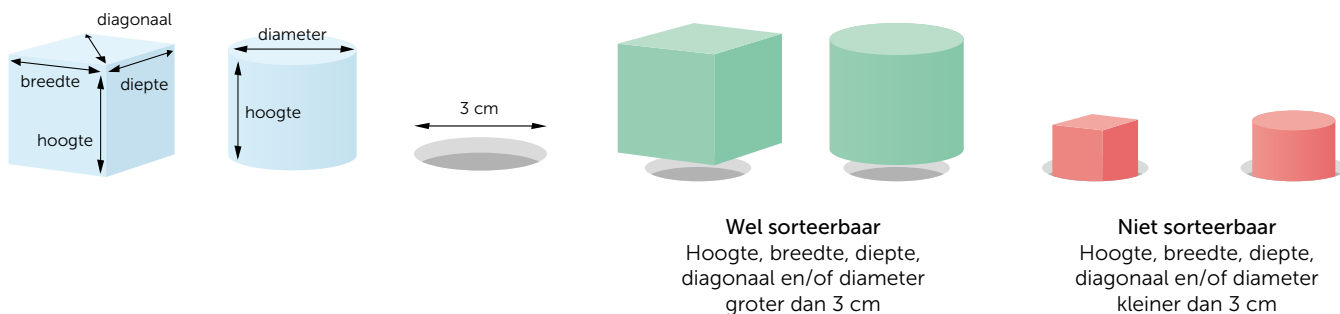 diagonaal
breedte
diepte
hoogte
diameter
hoogte
3 cm
Wel sorteerbaar
Hoogte, breedte, diepte,
diagonaal en/of diameter
groter dan 3 cm
Niet sorteerbaar
Hoogte, breedte, diepte,
diagonaal en/of diameter
kleiner dan 3 cm